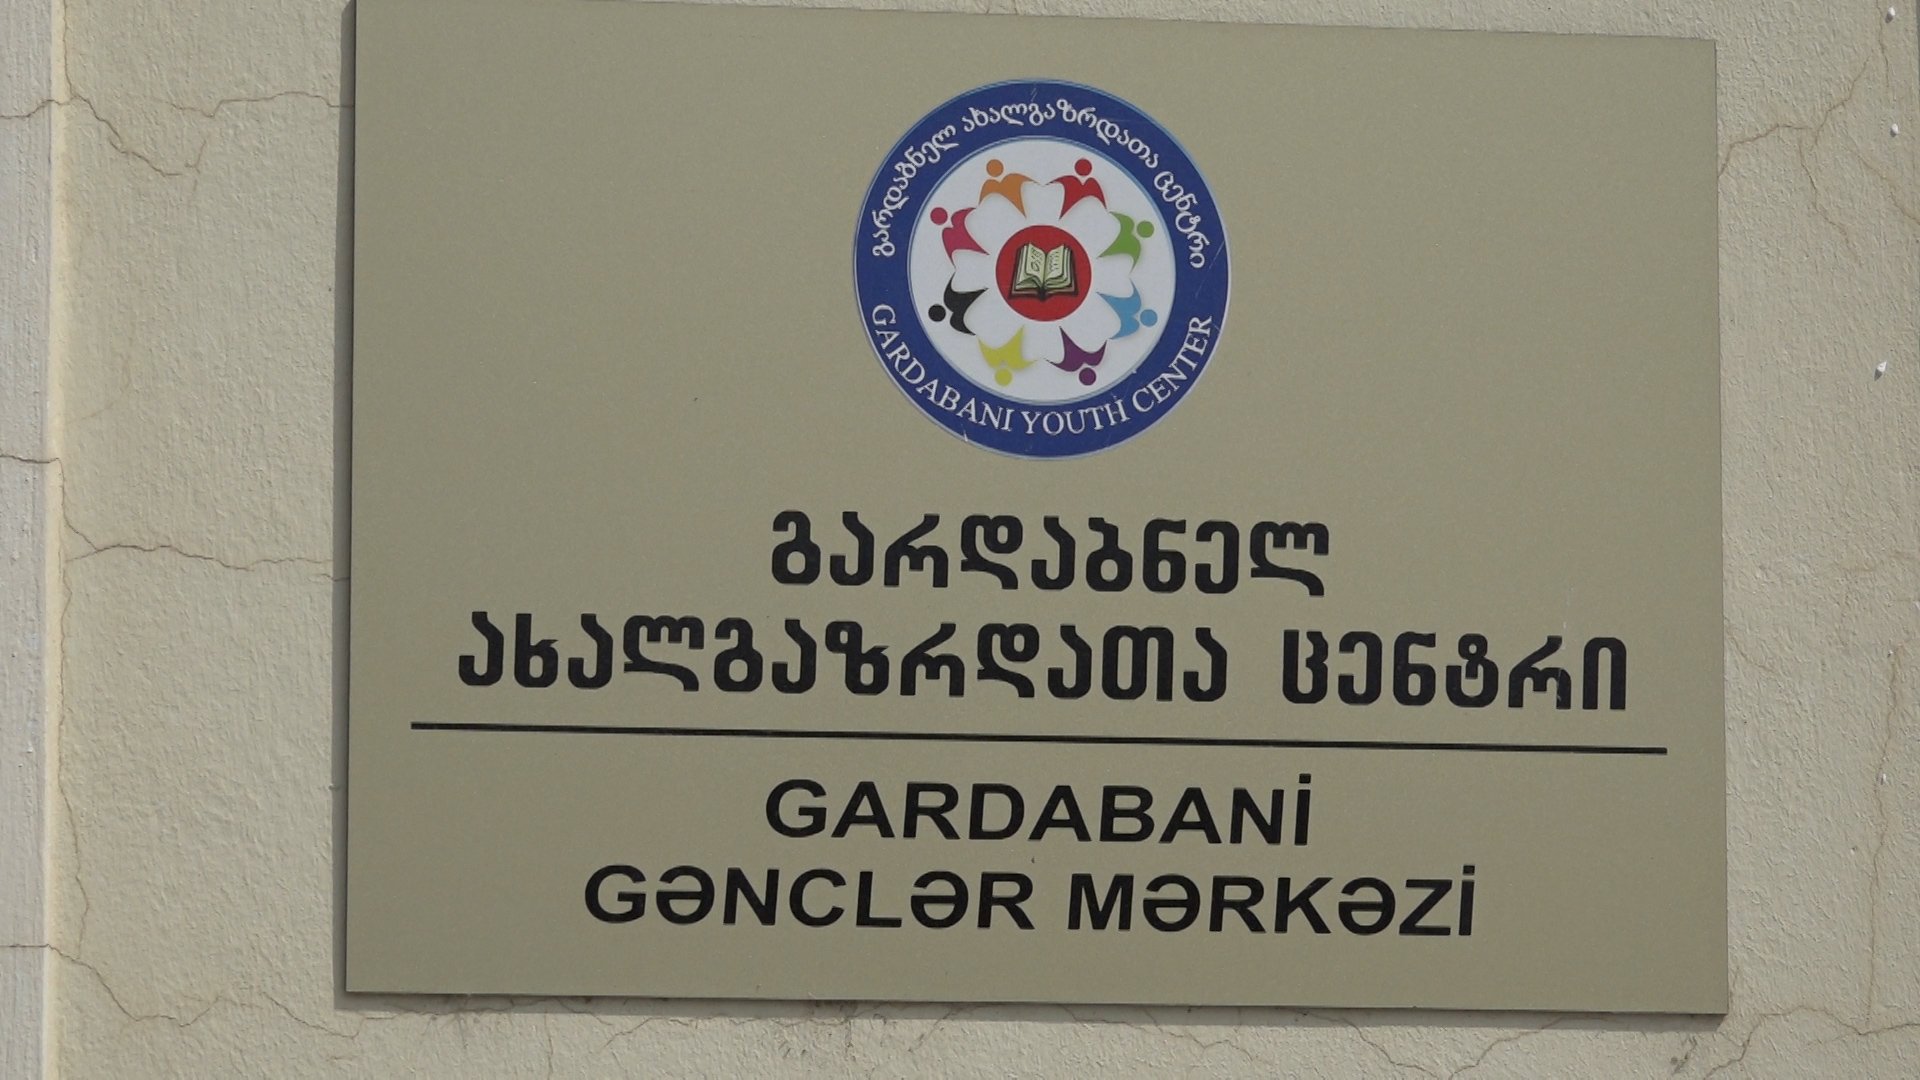 გარდაბნელ ახალგაზრდათა ცენტრი
GARDABANI YOUTH CENTER
გარდაბნელ
ახალგაზრდათა ცენტრი
GARDABANİ
GƏNCLƏR MƏRKƏZİ